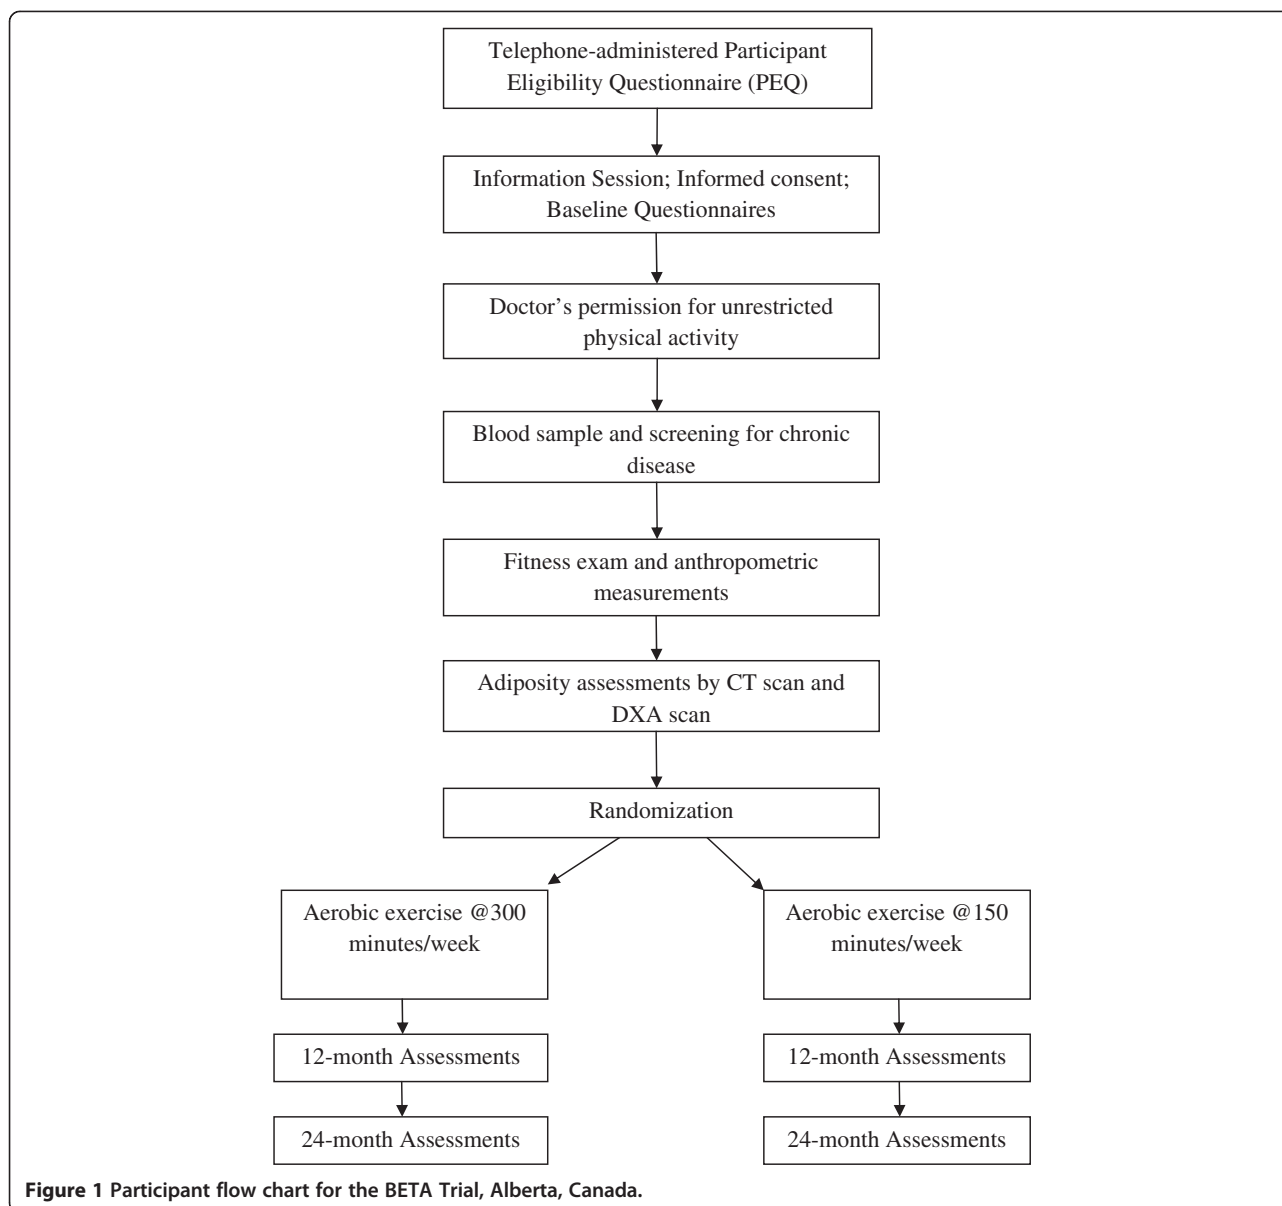 Telephone-administered Participant
Eligibility Questionnaire (PEQ)
Information Session; Informed consent;
Baseline Questionnaires
Doctor’s permission for unrestricted
physical activity
Blood sample and screening for chronic
disease
Fitness exam and anthropometric
measurements
Adiposity assessments by CT scan and
DXA scan
Randomization
Aerobic exercise @300
minutes/week
Aerobic exercise @150
minutes/week
12-month Assessments
12-month Assessments
24-month Assessments
24-month Assessments
Figure 1 Participant flow chart for the BETA Trial, Alberta, Canada.